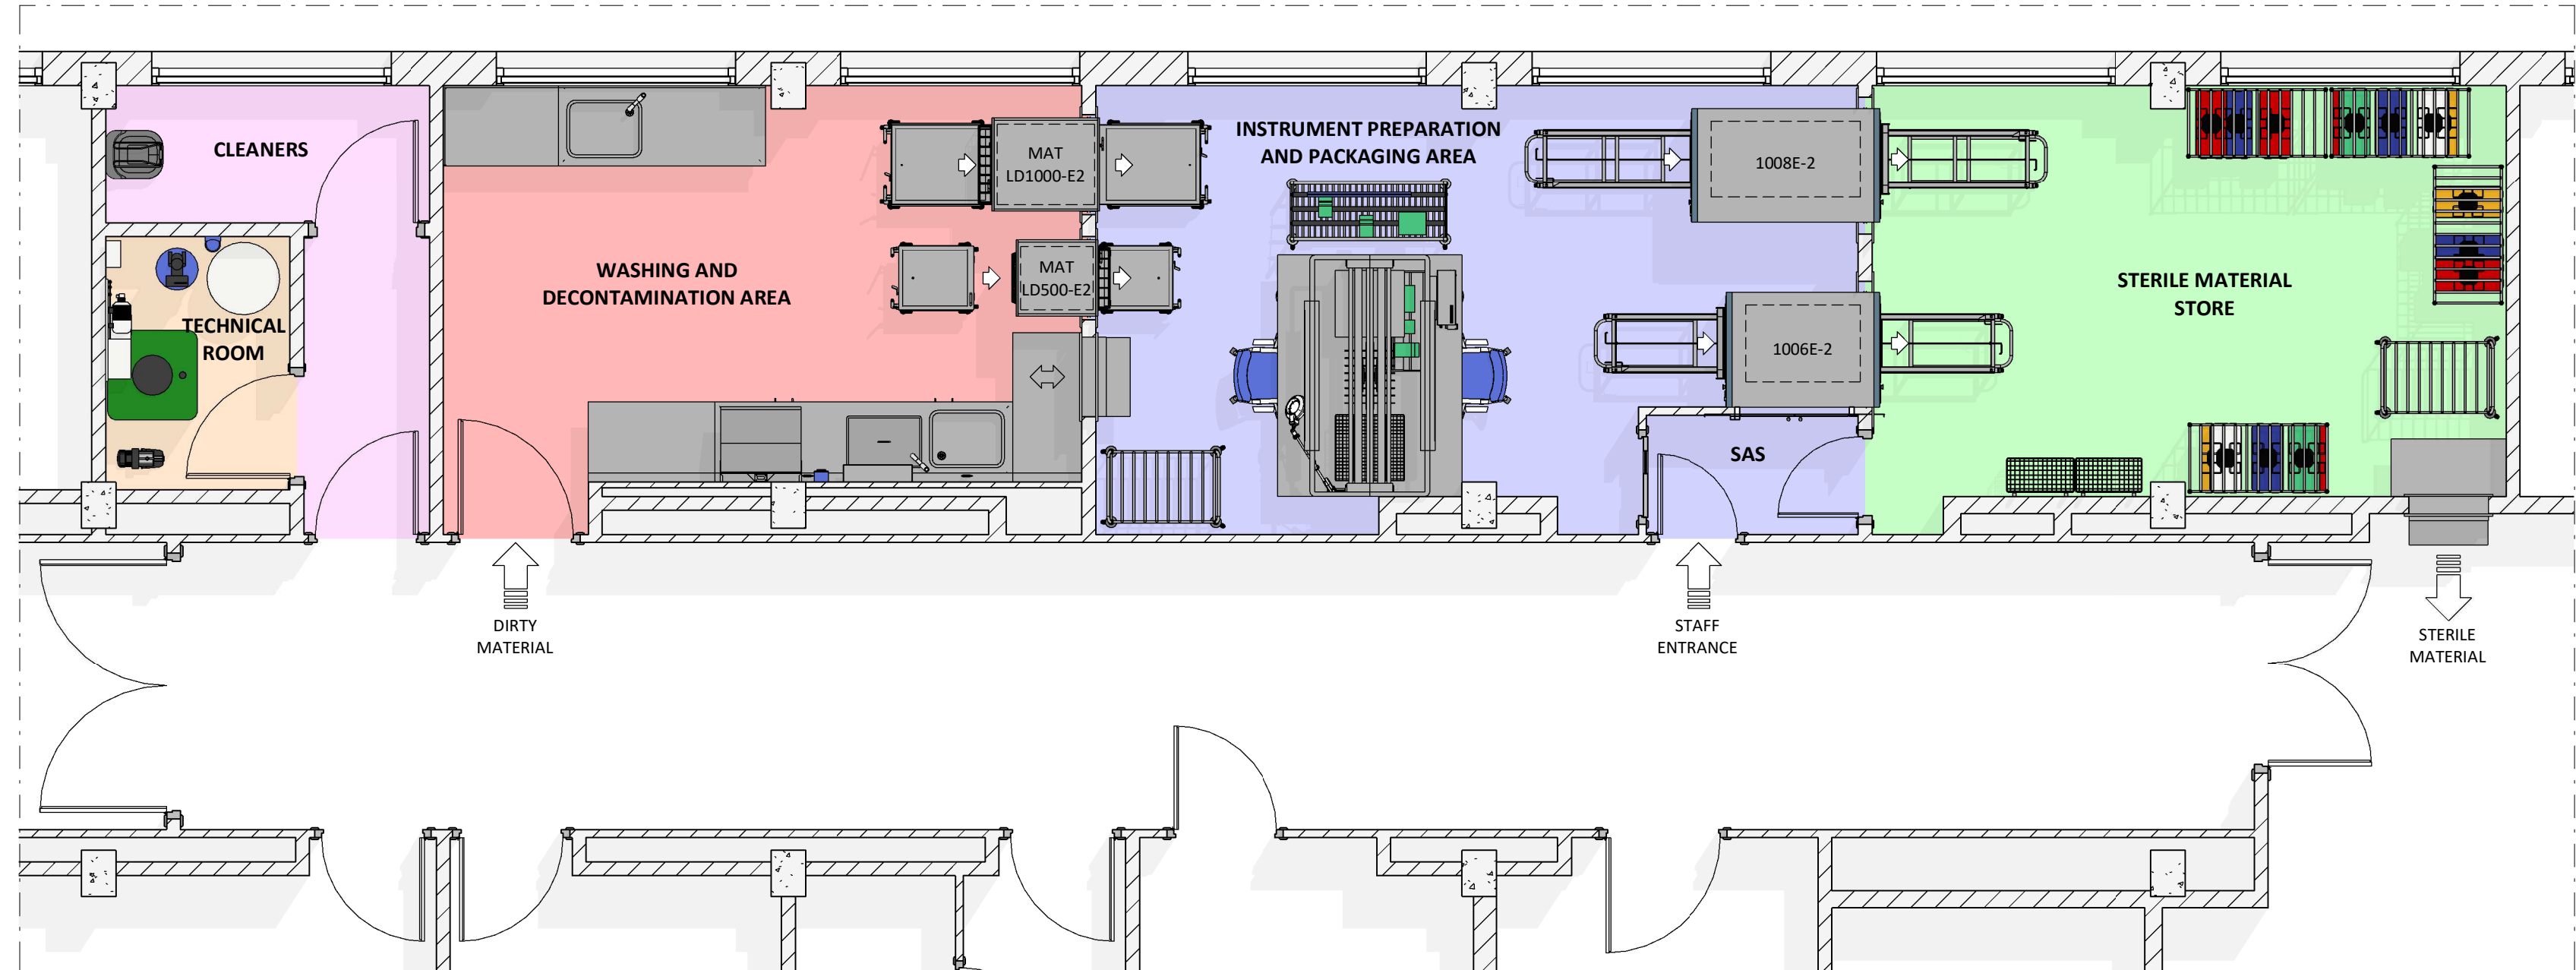 CLEANERS
TECHNICAL
ROOM
WASHING AND
DECONTAMINATION AREA
MAT
LD1000-E2
MAT
LD500-E2
INSTRUMENT PREPARATION
AND PACKAGING AREA
1008E-2
1006E-2
SAS
STERILE MATERIAL
STORE
DIRTY
MATERIAL
STAFF
ENTRANCE
STERILE
MATERIAL